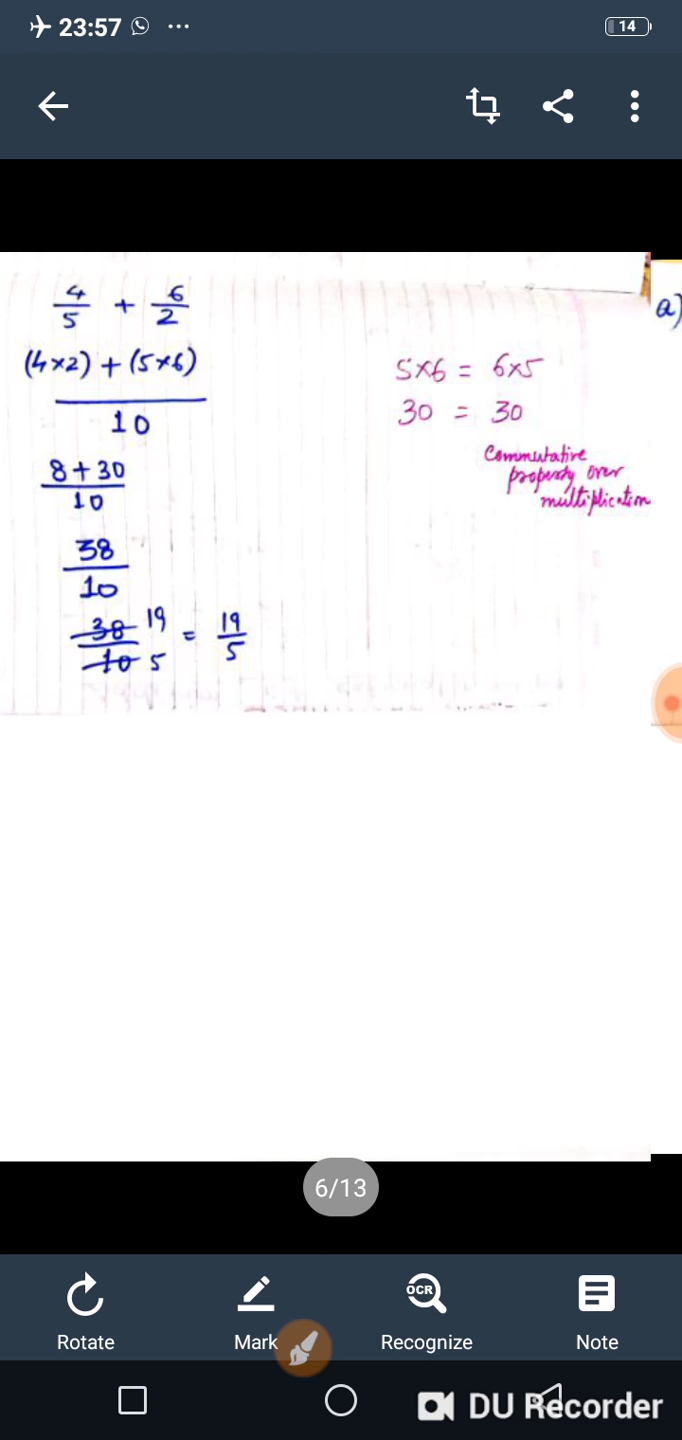 23:57 ...
14
4/5 + 6/2
(4×2) + (5×6)
10
8 + 30
10
38
10
38 19 = 19
10 5 5
5×6 = 6×5
30 = 30
Commutative
property over
multiplication
a)
6/13
OCR
Rotate
Mark
Recognize
Note
DU Recorder